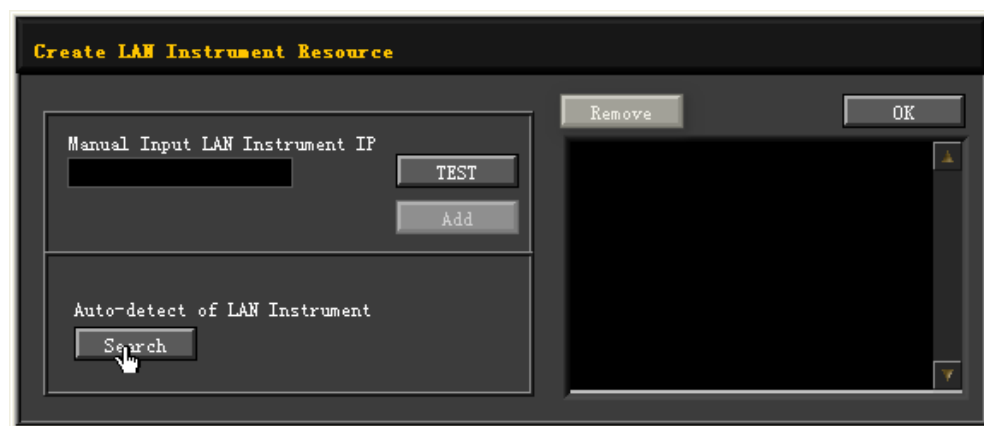 Create LAN Instrument Resource
Manual Input LAN Instrument IP
TEST
Add
Auto-detect of LAN Instrument
Search
Remove
OK